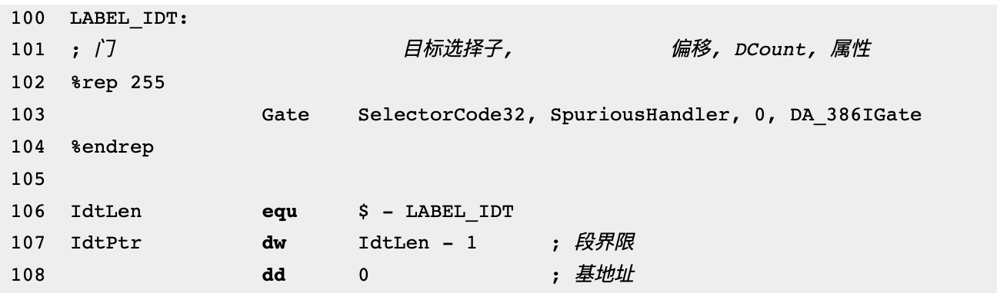 100 LABEL_IDT:
101 ; 门 目标选择子, 偏移, DCount, 属性
102 %rep 255
103 Gate SelectorCode32, SpuriousHandler, 0, DA_386IGate
104 %endrep
105
106 IdtLen equ $ - LABEL_IDT
107 IdtPtr dw IdtLen - 1 ; 段界限
108 dd 0 ; 基地址